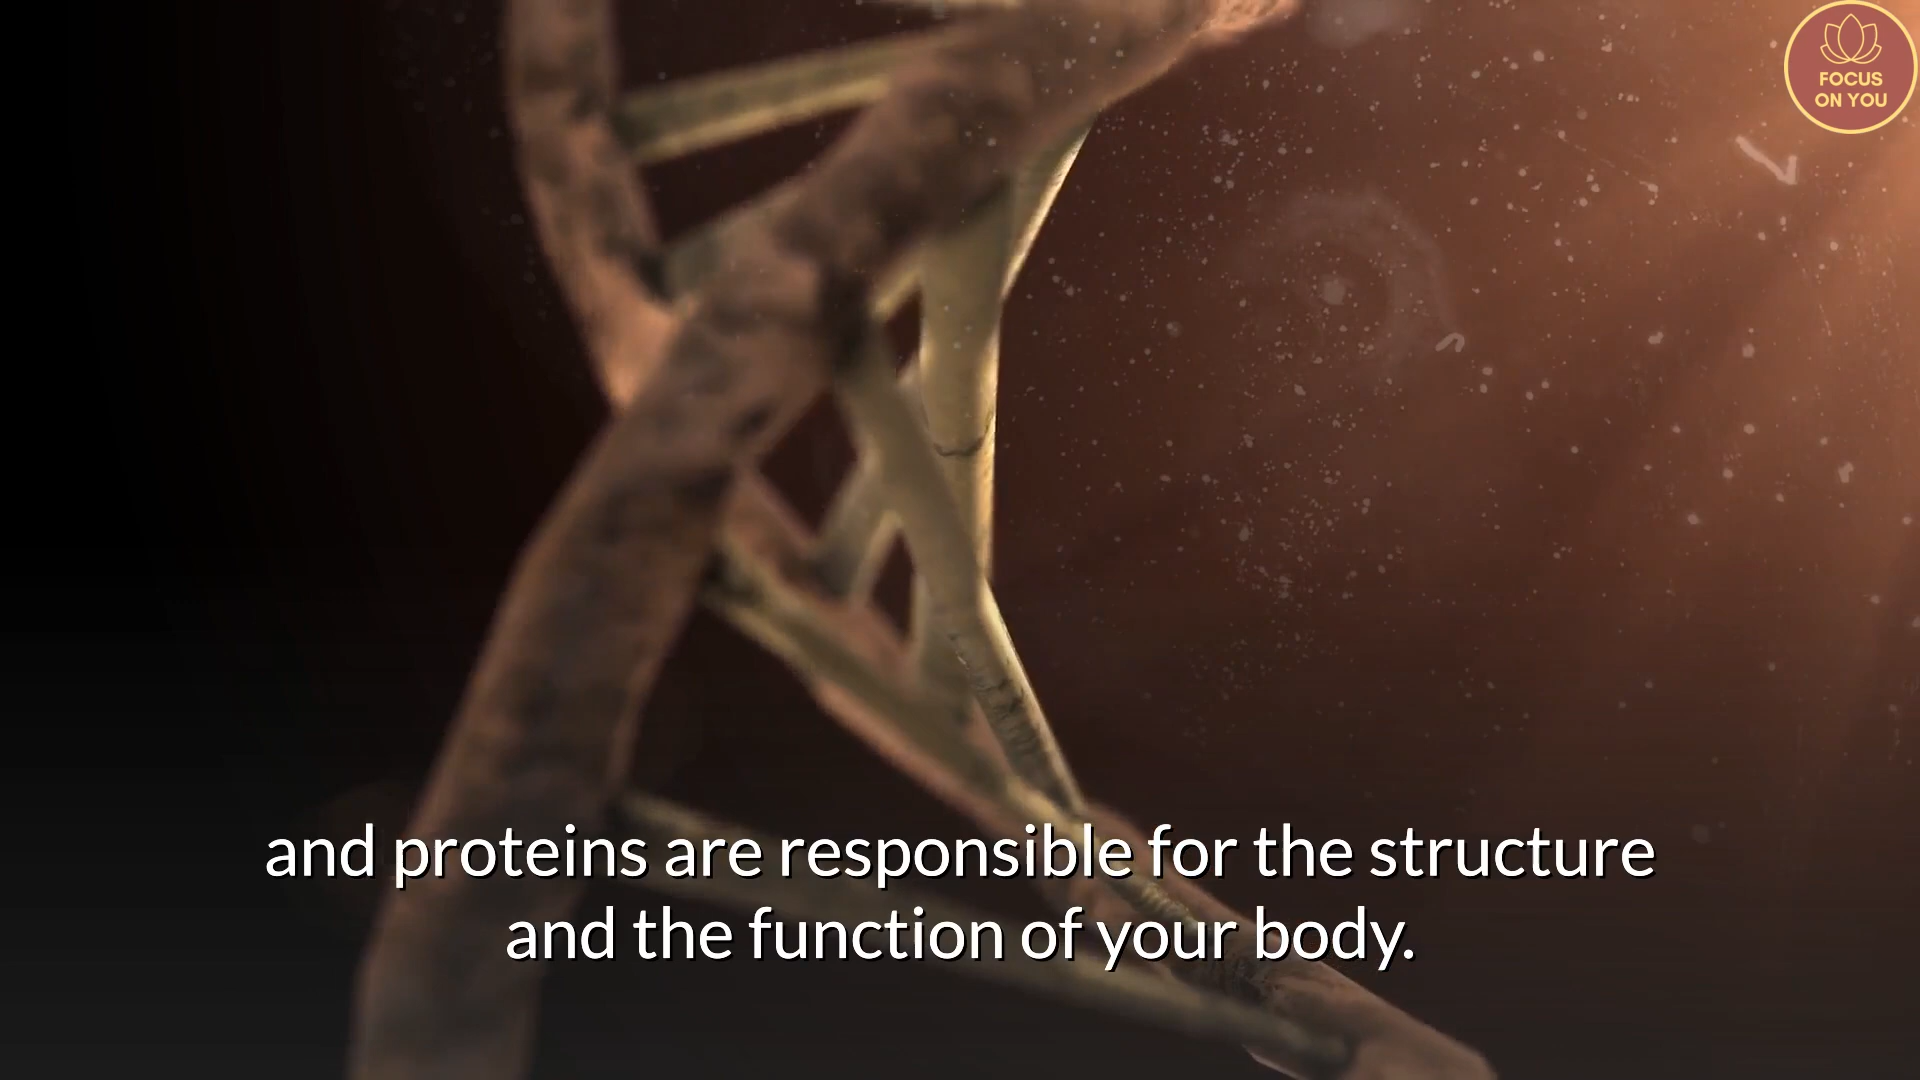 FOCUS
ON YOU
and proteins are responsible for the structure
and the function of your body.